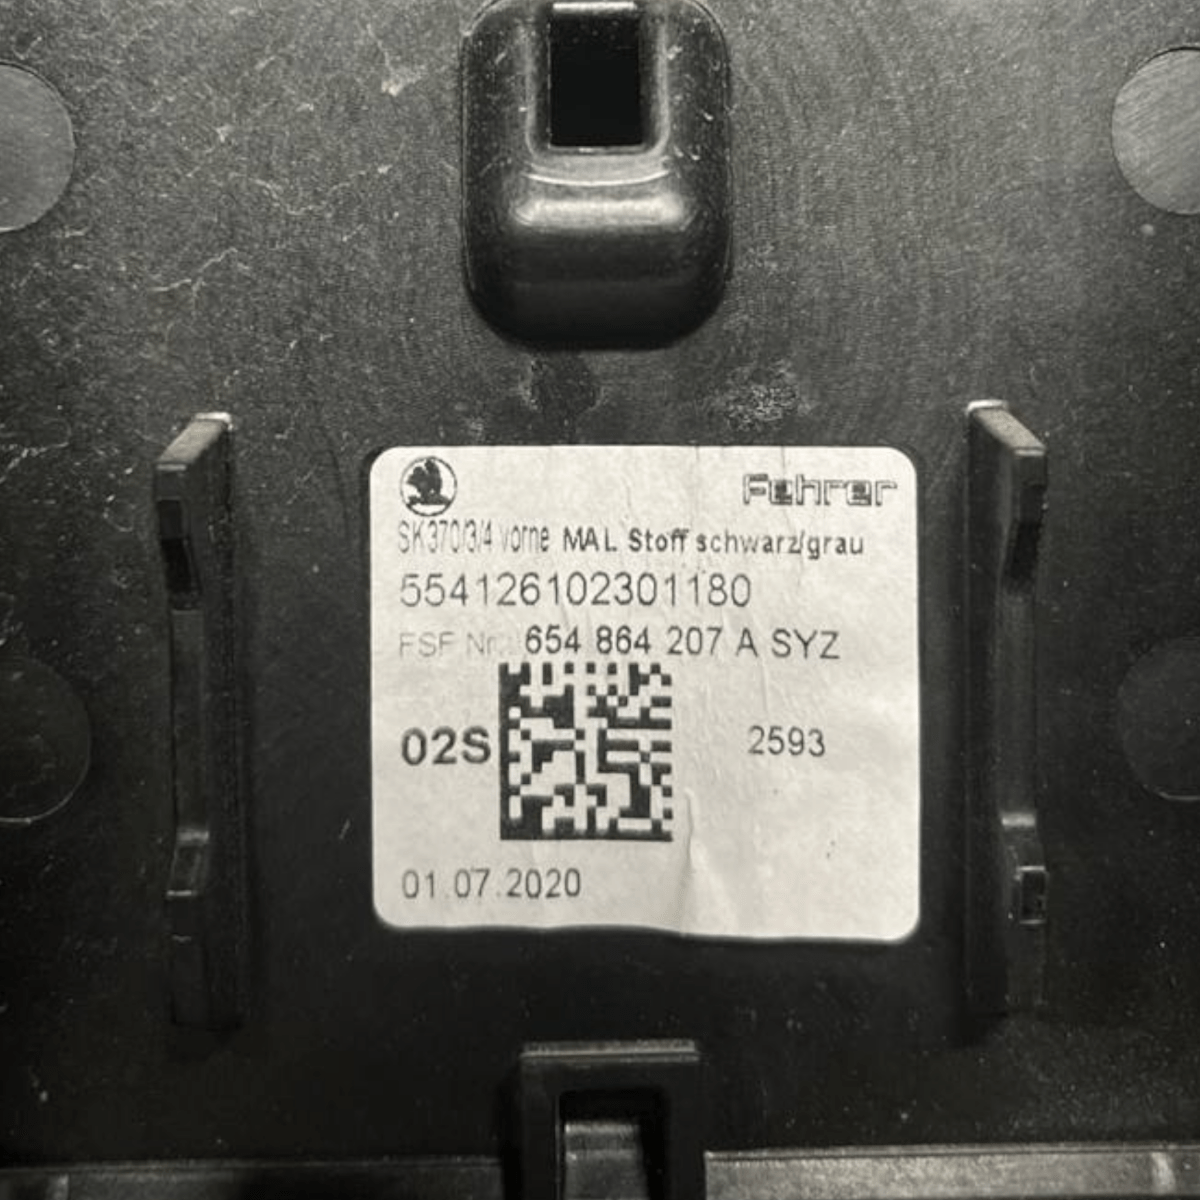 Fehrer
SK370/3/4 vorne MAL Stoff schwarz/grau
554126102301180
FSF Nr.: 654 864 207 A SYZ
02S 2593
01.07.2020